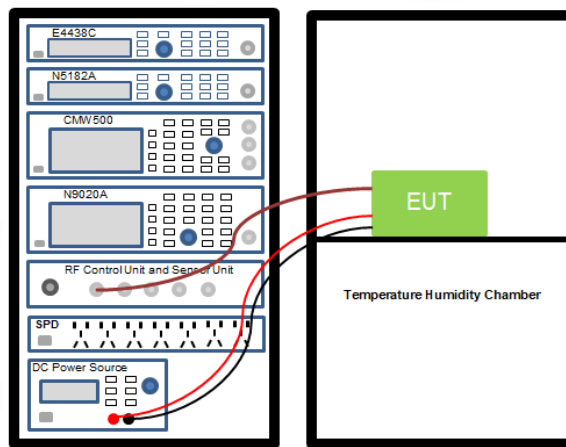 E4438C
N5182A
CMW500
N9020A
RF Control Unit and Sensor Unit
SPD
DC Power Source
EUT
Temperature Humidity Chamber